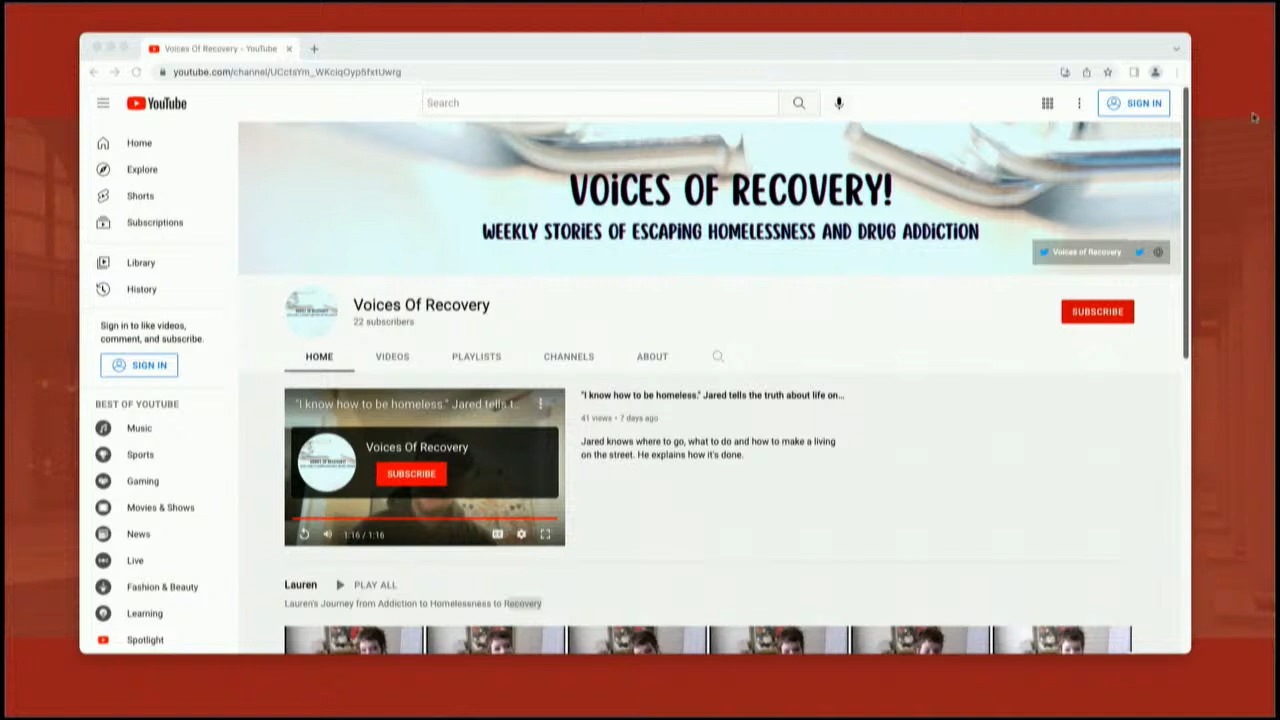 Voices Of Recovery - YouTube
youtube.com/channel/UCctsYm_WKciqOyp5fxtUwrg
YouTube
Search
SIGN IN
Home
Explore
Shorts
Subscriptions
Library
History
Sign in to like videos,
comment, and subscribe.
SIGN IN
BEST OF YOUTUBE
Music
Sports
Gaming
Movies & Shows
News
Live
Fashion & Beauty
Learning
Spotlight
VOiCES OF RECOVERY!
WEEKLY STORIES OF ESCAPING HOMELESSNESS AND DRUG ADDICTION
Voices of Recovery
Voices Of Recovery
22 subscribers
SUBSCRIBE
HOME VIDEOS PLAYLISTS CHANNELS ABOUT
"I know how to be homeless." Jared tells t...
Voices Of Recovery
SUBSCRIBE
1:16 / 1:16
"I know how to be homeless." Jared tells the truth about life on...
41 views • 7 days ago
Jared knows where to go, what to do and how to make a living
on the street. He explains how it's done.
Lauren PLAY ALL
Lauren's Journey from Addiction to Homelessness to Recovery